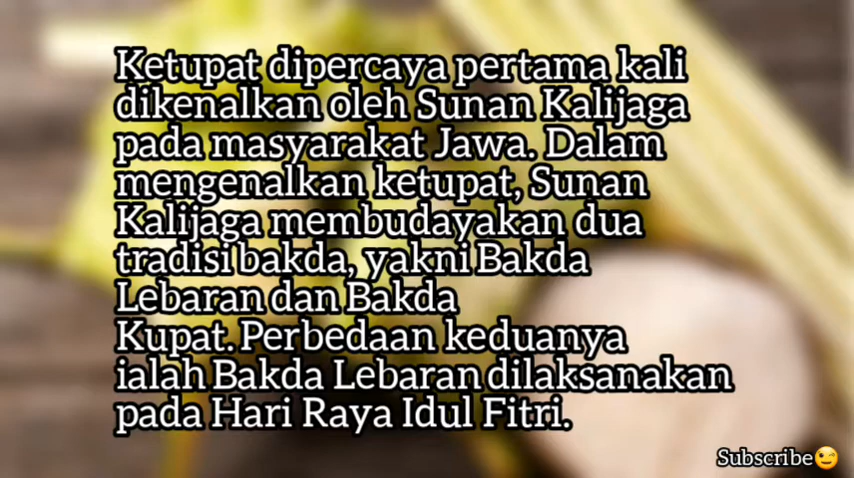 Ketupat dipercaya pertama kali
dikenalkan oleh Sunan Kalijaga
pada masyarakat Jawa. Dalam
mengenalkan ketupat, Sunan
Kalijaga membudayakan dua
tradisi bakda, yakni Bakda
Lebaran dan Bakda
Kupat. Perbedaan keduanya
ialah Bakda Lebaran dilaksanakan
pada Hari Raya Idul Fitri.
Subscribe😉